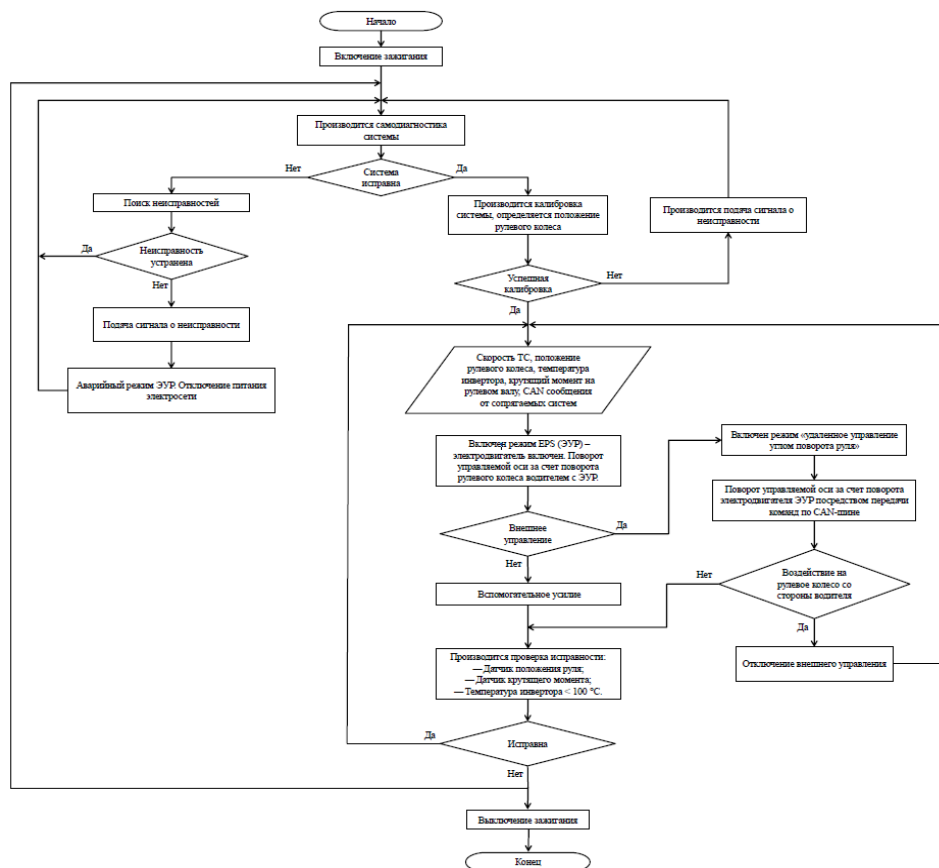 Начало
Включение зажигания
Производится самодиагностика
системы
Нет
Да
Система
исправна
Поиск неисправностей
Производится калибровка
системы, определяется положение
рулевого колеса
Производится подача сигнала о
неисправности
Да
Неисправность
устранена
Нет
Успешная
калибровка
Нет
Да
Подача сигнала о неисправности
Аварийный режим ЭУР. Отключение питания
электросети
Скорость ТС, положение
рулевого колеса, температура
инвертора, крутящий момент на
рулевом валу, CAN сообщения
от сопрягаемых систем
Включен режим EPS (ЭУР) –
электродвигатель включен. Поворот
управляемой оси за счет поворота
рулевого колеса водителем с ЭУР.
Включен режим «удаленное управление
углом поворота руля»
Поворот управляемой оси за счет поворота
электродвигателя ЭУР посредством передачи
команд по CAN-шине
Внешнее
управление
Да
Нет
Воздействие на
рулевое колесо со
стороны водителя
Нет
Да
Вспомогательное усилие
Отключение внешнего управления
Производится проверка исправности:
— Датчик положения руля;
— Датчик крутящего момента;
— Температура инвертора < 100 °C.
Да
Исправна
Нет
Выключение зажигания
Конец